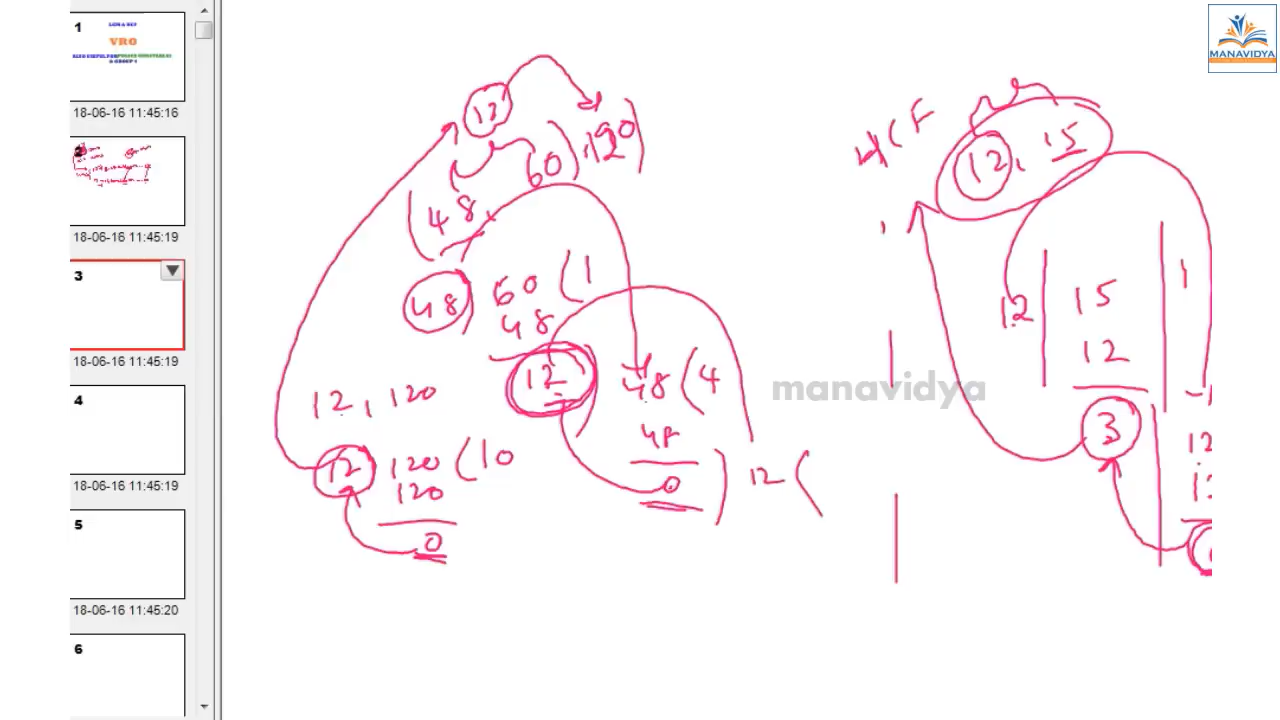 1
LCM & HCF
VRO
& GROUP 4
18-06-16 11:45:16
18-06-16 11:45:19
3
18-06-16 11:45:19
4
18-06-16 11:45:19
5
18-06-16 11:45:20
6
MANAVIDYA
12
(48, 60), 120)
48) 60 (1
48
12) 48 (4
48
0) 12 (
12, 120
12) 120 (10
120
0
HCF
12, 15
12 | 15 | 1
12
3
12
manavidya